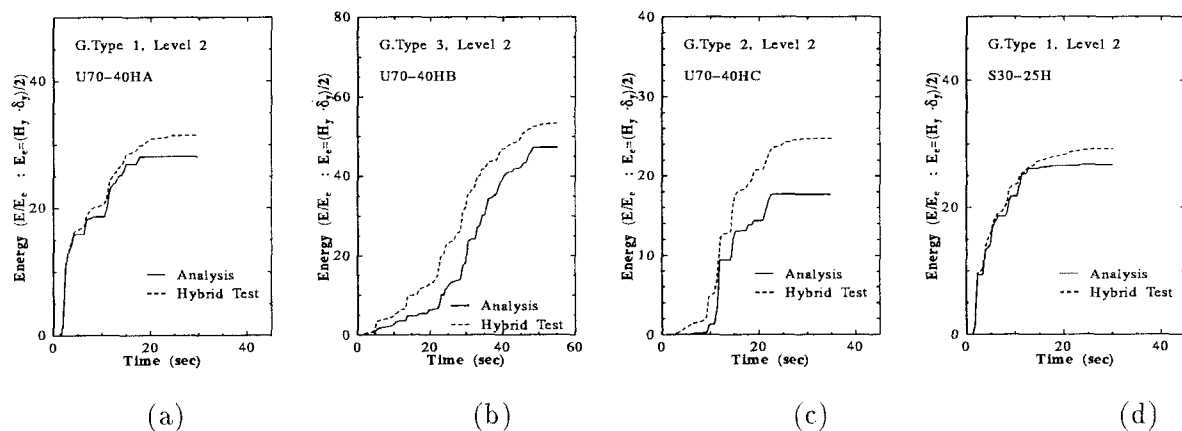 G.Type 1, Level 2
U70-40HA
Energy (E/Eₑ : Eₑ=(Hy ·δy)/2)
40
20
0
Analysis
Hybrid Test
0 20 40
Time (sec)
(a)
G.Type 3, Level 2
U70-40HB
Energy (E/Eₑ : Eₑ=(Hy ·δy)/2)
80
60
40
20
0
Analysis
Hybrid Test
0 20 40 60
Time (sec)
(b)
G.Type 2, Level 2
U70-40HC
Energy (E/Eₑ : Eₑ=(Hy ·δy)/2)
40
32
24
16
8
0
Analysis
Hybrid Test
0 20 40
Time (sec)
(c)
G.Type 1, Level 2
S30-25H
Energy (E/Eₑ : Eₑ=(Hy ·δy)/2)
40
20
0
Analysis
Hybrid Test
0 20 40
Time (sec)
(d)